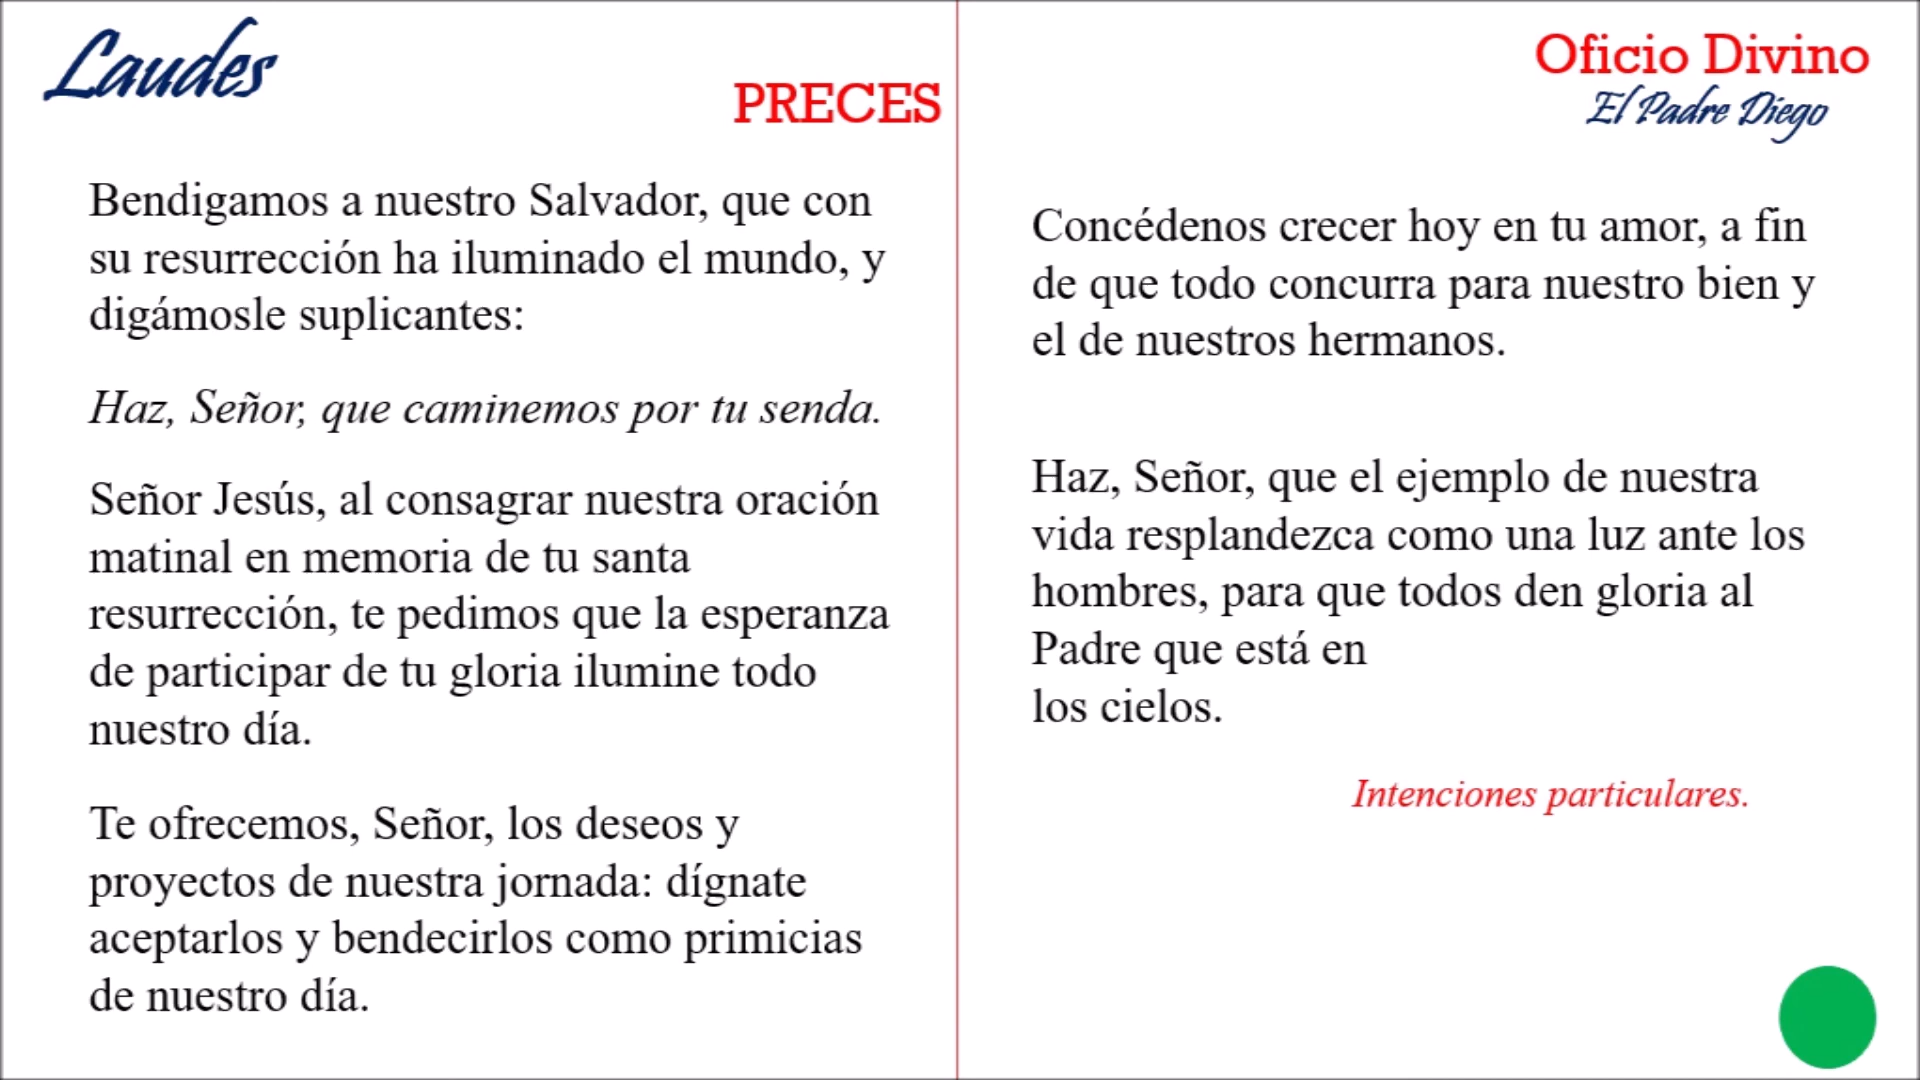 Laudes
PRECES
Bendigamos a nuestro Salvador, que con
su resurrección ha iluminado el mundo, y
digámosle suplicantes:
Haz, Señor, que caminemos por tu senda.
Señor Jesús, al consagrar nuestra oración
matinal en memoria de tu santa
resurrección, te pedimos que la esperanza
de participar de tu gloria ilumine todo
nuestro día.
Te ofrecemos, Señor, los deseos y
proyectos de nuestra jornada: dígnate
aceptarlos y bendecirlos como primicias
de nuestro día.
Oficio Divino
El Padre Diego
Concédenos crecer hoy en tu amor, a fin
de que todo concurra para nuestro bien y
el de nuestros hermanos.
Haz, Señor, que el ejemplo de nuestra
vida resplandezca como una luz ante los
hombres, para que todos den gloria al
Padre que está en
los cielos.
Intenciones particulares.